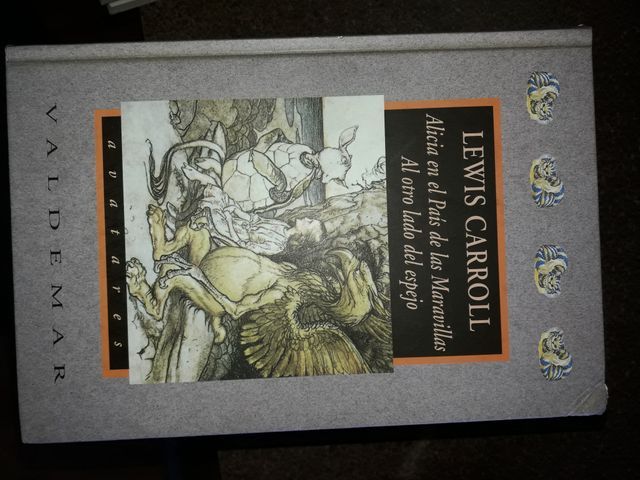 LEWIS CARROLL
Alicia en el País de las Maravillas
Al otro lado del espejo
avatares
VALDEMAR